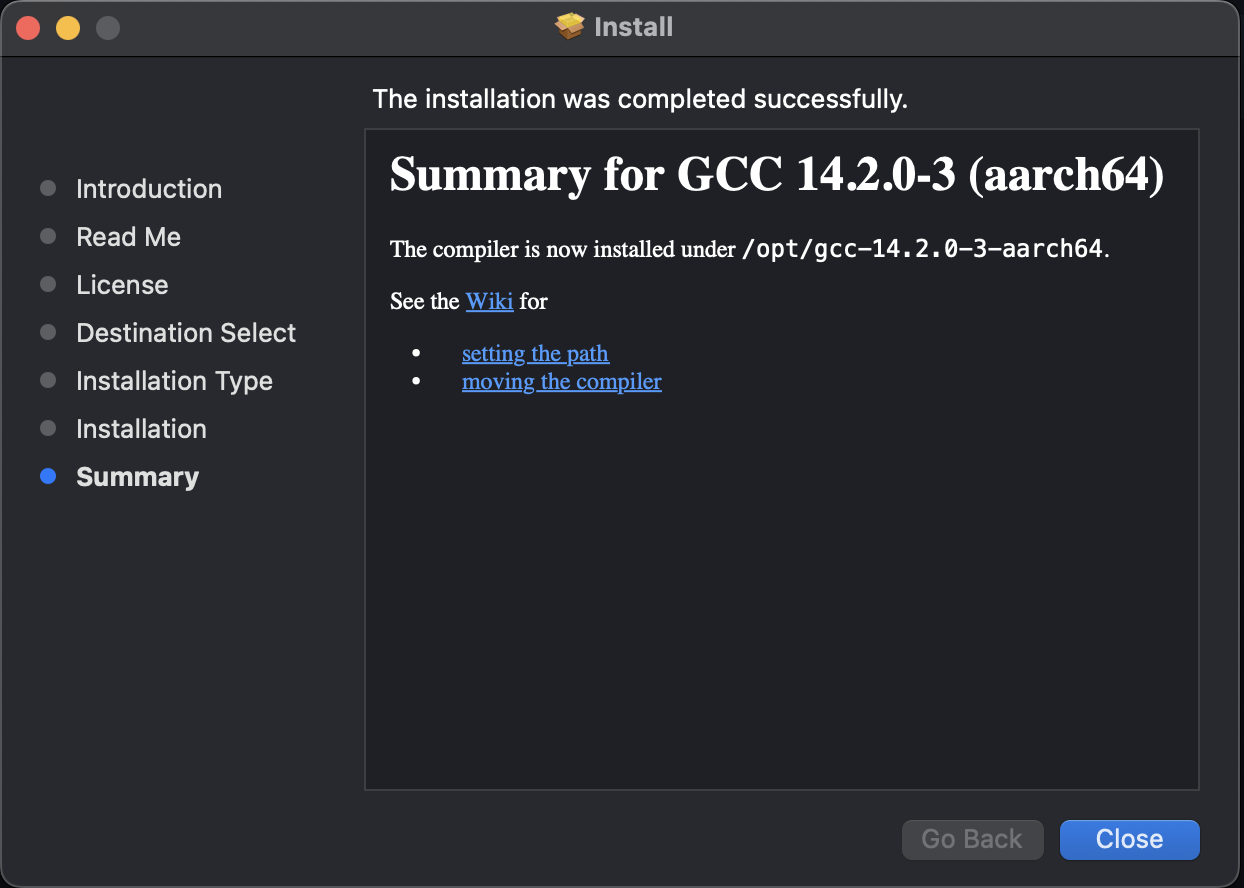 Install
The installation was completed successfully.
Introduction
Read Me
License
Destination Select
Installation Type
Installation
Summary
Summary for GCC 14.2.0-3 (aarch64)
The compiler is now installed under /opt/gcc-14.2.0-3-aarch64.
See the Wiki for
• setting the path
• moving the compiler
Go Back
Close